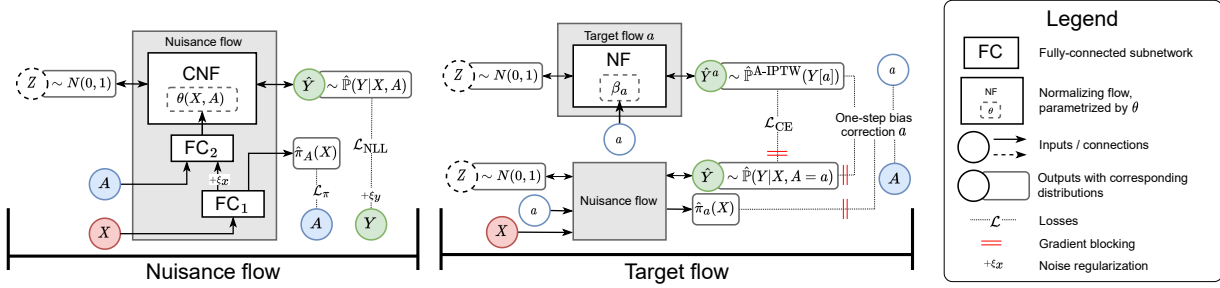 Nuisance flow
CNF
θ(X, A)
FC₂
+ξx
FC₁
Z ∼ N(0, 1)
Ŷ ∼ ℙ̂(Y|X, A)
ℒNLL
π̂A(X)
ℒπ
+ξy
A
X
A
Y
Nuisance flow
Target flow a
NF
βa
a
Z ∼ N(0, 1)
Ŷᵃ ∼ ℙ̂A-IPTW(Y[a])
ℒCE
One-step bias
correction a
a
A
Z ∼ N(0, 1)
Ŷ ∼ ℙ̂(Y|X, A = a)
Nuisance flow
a
π̂a(X)
X
Target flow
Legend
FC
Fully-connected subnetwork
NF
θ
Normalizing flow,
parametrized by θ
Inputs / connections
Outputs with corresponding
distributions
ℒ
Losses
Gradient blocking
+ξx
Noise regularization